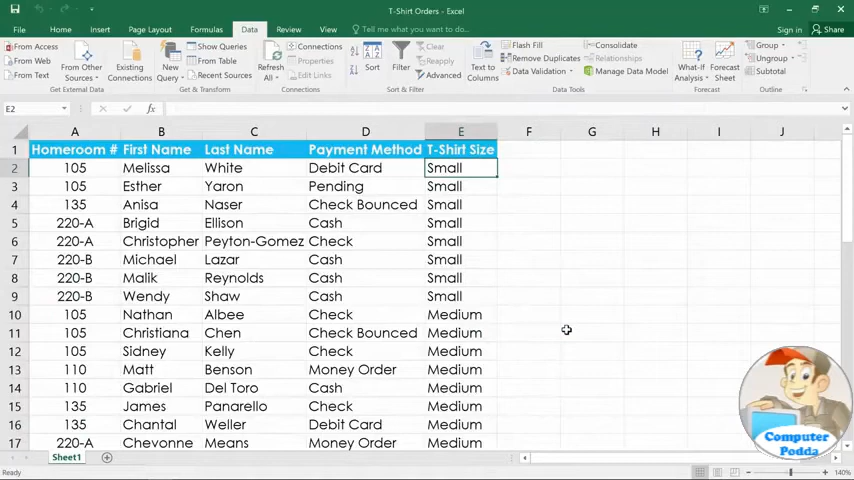 T-Shirt Orders - Excel
File Home Insert Page Layout Formulas Data Review View Tell me what you want to do... Sign in Share
From Access
From Web
From Text
From Other Sources
Existing Connections
Get External Data
New Query
Show Queries
From Table
Recent Sources
Get & Transform
Refresh All
Connections
Properties
Edit Links
Connections
Sort
Filter
Clear
Reapply
Advanced
Sort & Filter
Text to Columns
Flash Fill
Remove Duplicates
Data Validation
Consolidate
Relationships
Manage Data Model
Data Tools
What-If Analysis
Forecast Sheet
Forecast
Group
Ungroup
Subtotal
Outline
E2 fx
A B C D E F G H I J
1 Homeroom # First Name Last Name Payment Method T-Shirt Size
2 105 Melissa White Debit Card Small
3 105 Esther Yaron Pending Small
4 135 Anisa Naser Check Bounced Small
5 220-A Brigid Ellison Cash Small
6 220-A Christopher Peyton-Gomez Check Small
7 220-B Michael Lazar Cash Small
8 220-B Malik Reynolds Cash Small
9 220-B Wendy Shaw Cash Small
10 105 Nathan Albee Check Medium
11 105 Christiana Chen Check Bounced Medium
12 105 Sidney Kelly Check Medium
13 110 Matt Benson Money Order Medium
14 110 Gabriel Del Toro Cash Medium
15 135 James Panarello Check Medium
16 135 Chantal Weller Debit Card Medium
17 220-A Chevonne Means Money Order Medium
Computer
Podda
Sheet1
Ready
140%